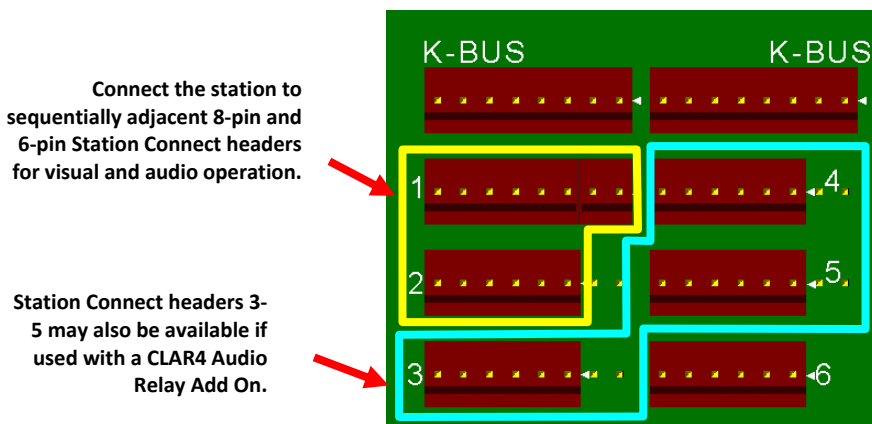 K-BUS
K-BUS
Connect the station to
sequentially adjacent 8-pin and
6-pin Station Connect headers
for visual and audio operation.
1
4
2
5
Station Connect headers 3-
5 may also be available if
used with a CLAR4 Audio
Relay Add On.
3
6